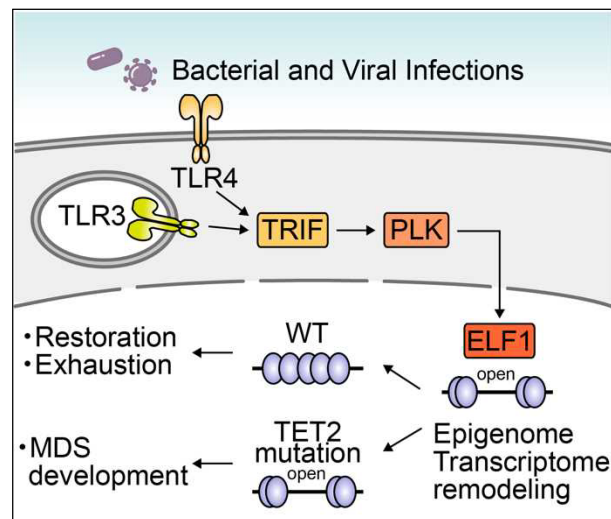 Bacterial and Viral Infections
TLR4
TLR3
TRIF
PLK
ELF1
open
Epigenome
Transcriptome
remodeling
WT
・Restoration
・Exhaustion
TET2
mutation
open
・MDS
development